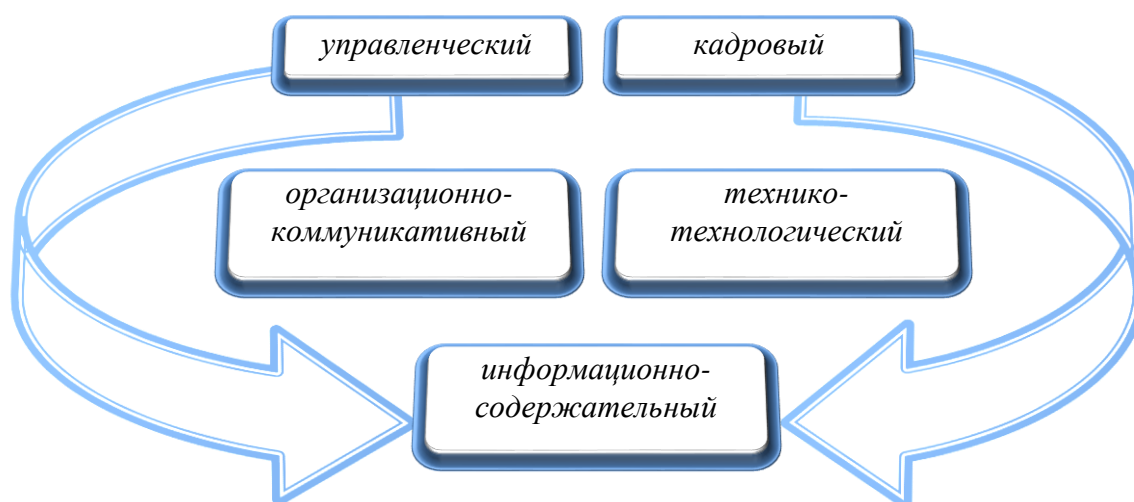 управленческий
кадровый
организационно-
коммуникативный
технико-
технологический
информационно-
содержательный